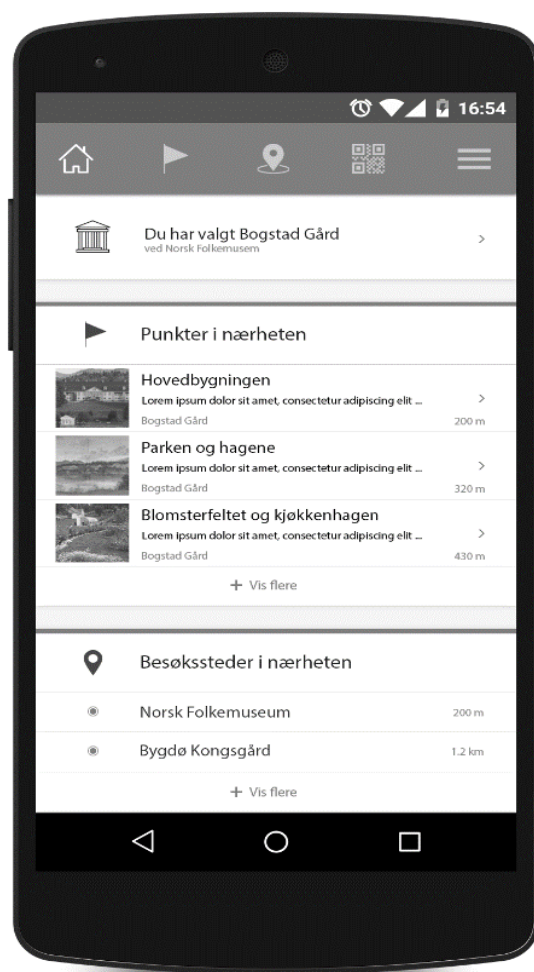 16:54
Du har valgt Bogstad Gård
ved Norsk Folkemusem
Punkter i nærheten
Hovedbygningen
Lorem ipsum dolor sit amet, consectetur adipiscing elit ...
Bogstad Gård 200 m
Parken og hagene
Lorem ipsum dolor sit amet, consectetur adipiscing elit ...
Bogstad Gård 320 m
Blomsterfeltet og kjøkkenhagen
Lorem ipsum dolor sit amet, consectetur adipiscing elit ...
Bogstad Gård 430 m
+ Vis flere
Besøkssteder i nærheten
Norsk Folkemuseum 200 m
Bygdø Kongsgård 1.2 km
+ Vis flere